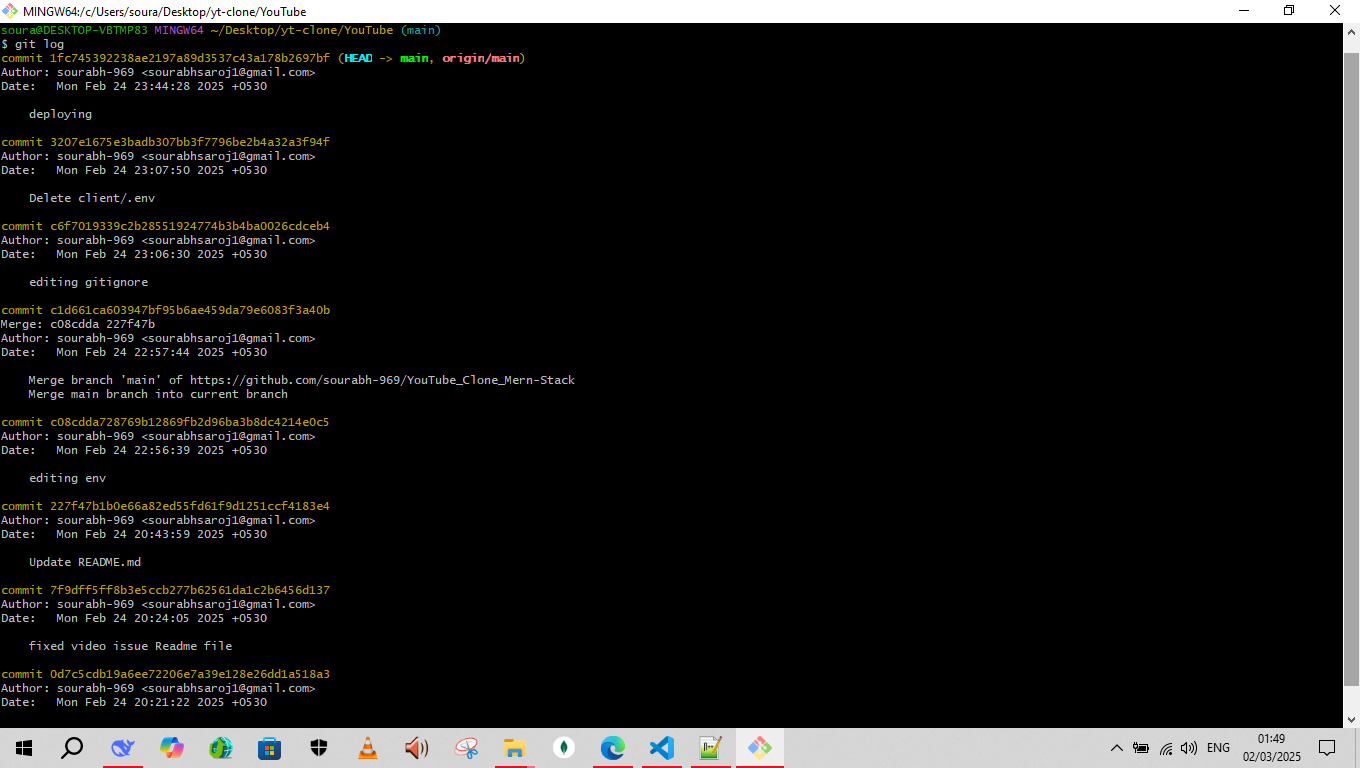 MINGW64:/c/Users/soura/Desktop/yt-clone/YouTube
soura@DESKTOP-VBTMP83 MINGW64 ~/Desktop/yt-clone/YouTube (main)
$ git log
commit 1fc745392238ae2197a89d3537c43a178b2697bf (HEAD -> main, origin/main)
Author: sourabh-969 <sourabhsaroj1@gmail.com>
Date:   Mon Feb 24 23:44:28 2025 +0530
    deploying
commit 3207e1675e3badb307bb3f7796be2b4a32a3f94f
Author: sourabh-969 <sourabhsaroj1@gmail.com>
Date:   Mon Feb 24 23:07:50 2025 +0530
    Delete client/.env
commit c6f7019339c2b28551924774b3b4ba0026cdceb4
Author: sourabh-969 <sourabhsaroj1@gmail.com>
Date:   Mon Feb 24 23:06:30 2025 +0530
    editing gitignore
commit c1d661ca603947bf95b6ae459da79e6083f3a40b
Merge: c08cdda 227f47b
Author: sourabh-969 <sourabhsaroj1@gmail.com>
Date:   Mon Feb 24 22:57:44 2025 +0530
    Merge branch 'main' of https://github.com/sourabh-969/YouTube_Clone_Mern-Stack
    Merge main branch into current branch
commit c08cdda728769b12869fb2d96ba3b8dc4214e0c5
Author: sourabh-969 <sourabhsaroj1@gmail.com>
Date:   Mon Feb 24 22:56:39 2025 +0530
    editing env
commit 227f47b1b0e66a82ed55fd61f9d1251ccf4183e4
Author: sourabh-969 <sourabhsaroj1@gmail.com>
Date:   Mon Feb 24 20:43:59 2025 +0530
    Update README.md
commit 7f9dff5ff8b3e5ccb277b62561da1c2b6456d137
Author: sourabh-969 <sourabhsaroj1@gmail.com>
Date:   Mon Feb 24 20:24:05 2025 +0530
    fixed video issue Readme file
commit 0d7c5cdb19a6ee72206e7a39e128e26dd1a518a3
Author: sourabh-969 <sourabhsaroj1@gmail.com>
Date:   Mon Feb 24 20:21:22 2025 +0530
ENG
01:49
02/03/2025